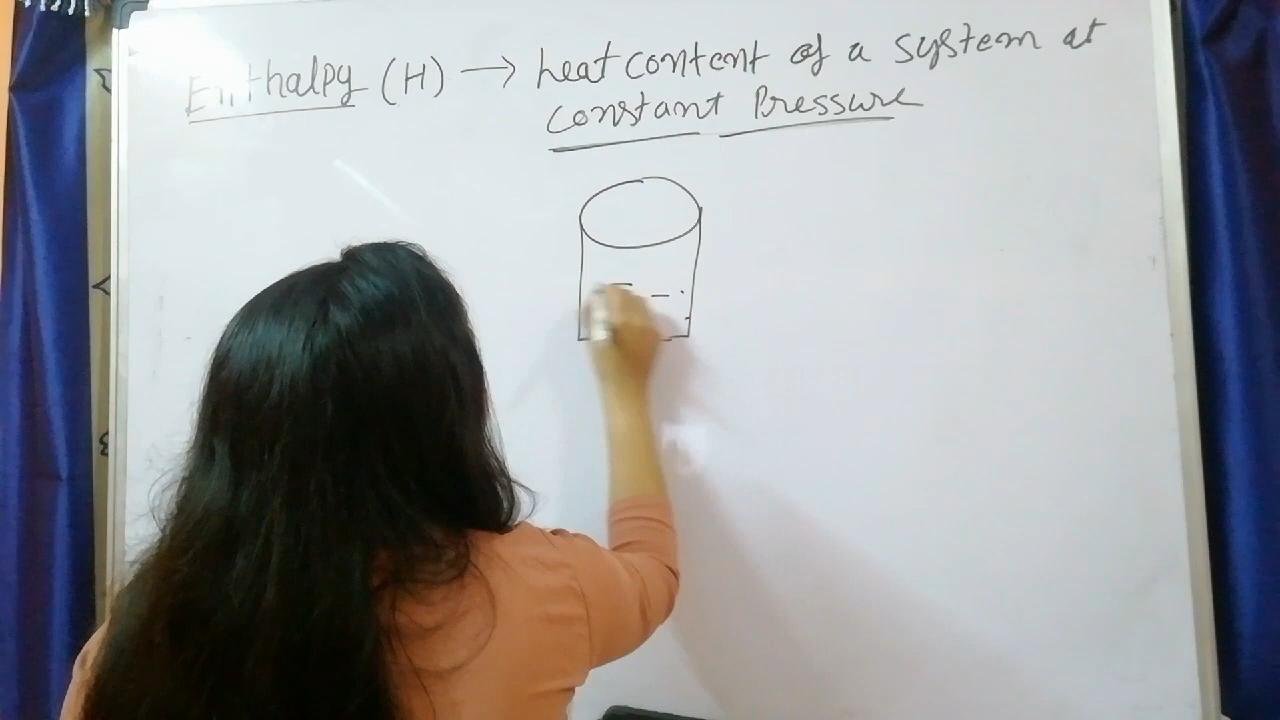 Enthalpy (H) → heat content of a system at
constant Pressure